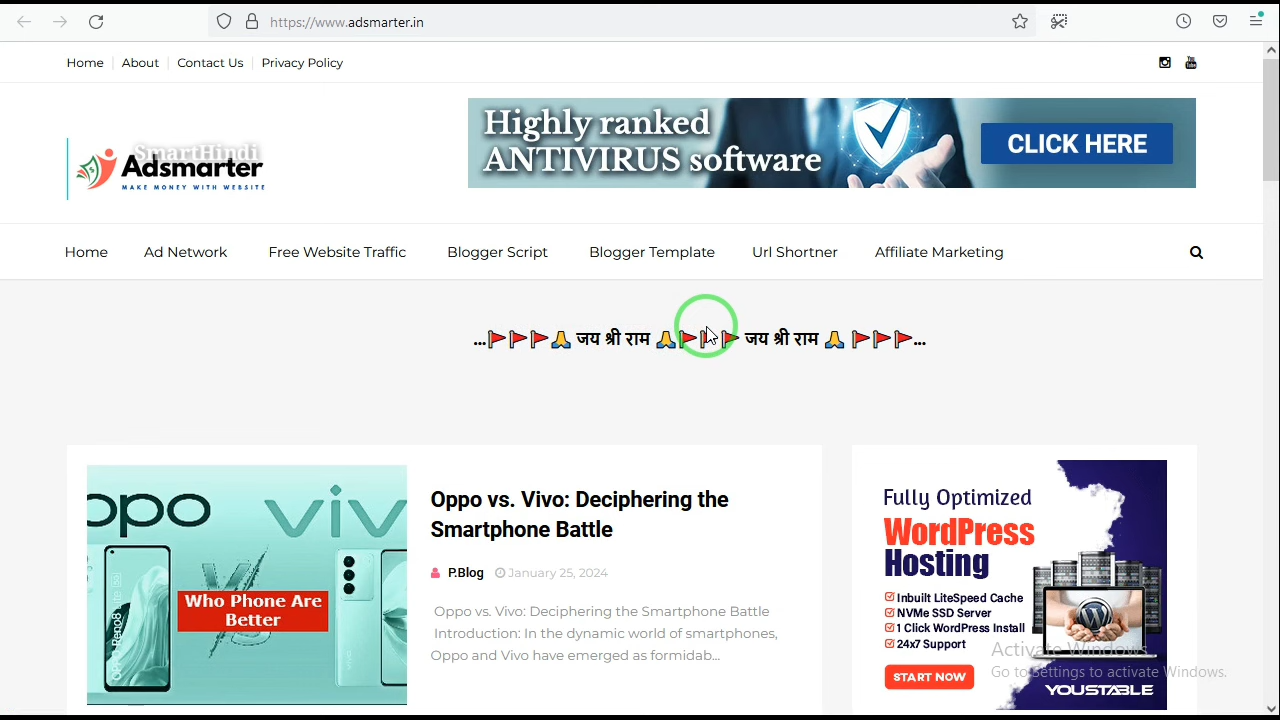 https://www.adsmarter.in
Home About Contact Us Privacy Policy
SmartHindi
Adsmarter
MAKE MONEY WITH WEBSITE
Highly ranked
ANTIVIRUS software
CLICK HERE
Home Ad Network Free Website Traffic Blogger Script Blogger Template Url Shortner Affiliate Marketing
...🚩🚩🚩🙏 जय श्री राम 🙏🚩🚩🚩 जय श्री राम 🙏 🚩🚩🚩...
oppo viv
VS
Reno8
Who Phone Are
Better
Oppo vs. Vivo: Deciphering the
Smartphone Battle
P.Blog January 25, 2024
Oppo vs. Vivo: Deciphering the Smartphone Battle
Introduction: In the dynamic world of smartphones,
Oppo and Vivo have emerged as formidab...
Fully Optimized
WordPress
Hosting
Inbuilt LiteSpeed Cache
NVMe SSD Server
1 Click WordPress Install
24x7 Support
START NOW
YOUSTABLE
Activate Windows
Go to Settings to activate Windows.